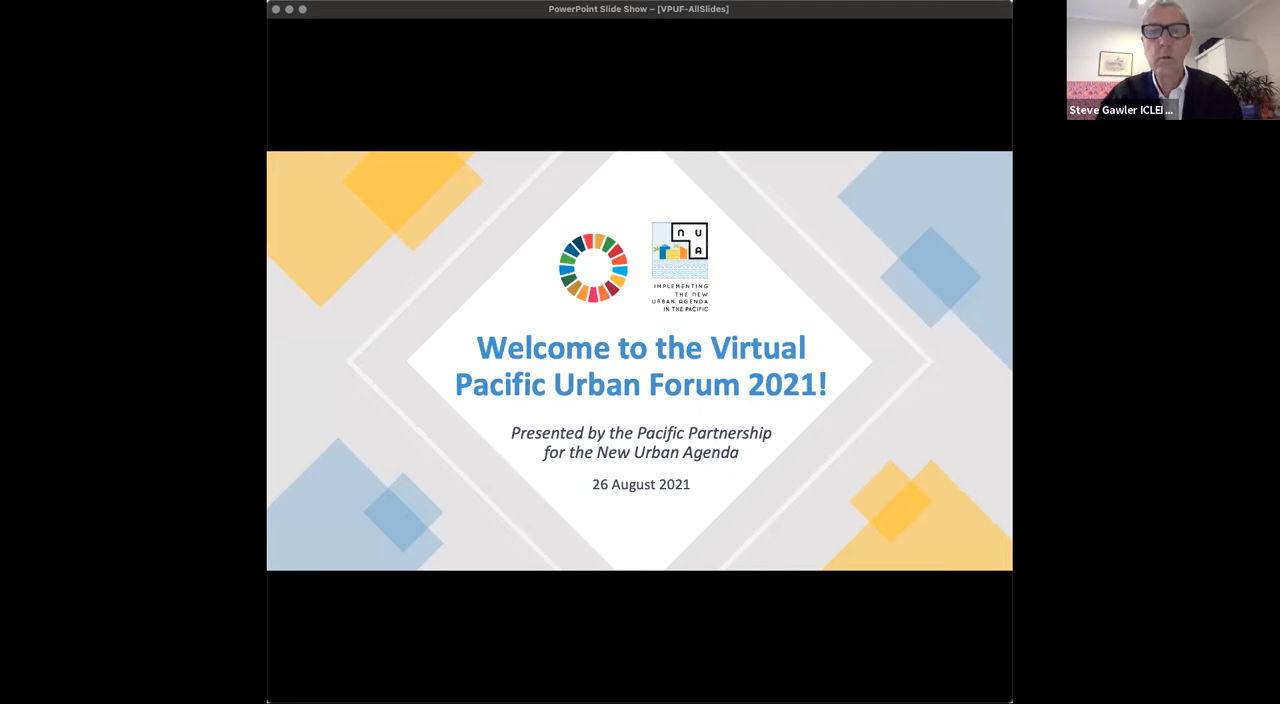 PowerPoint Slide Show – [VPUF-AllSlides]
Steve Gawler ICLEI ...
NU
A
IMPLEMENTING
THE NEW
URBAN AGENDA
IN THE PACIFIC
Welcome to the Virtual
Pacific Urban Forum 2021!
Presented by the Pacific Partnership
for the New Urban Agenda
26 August 2021